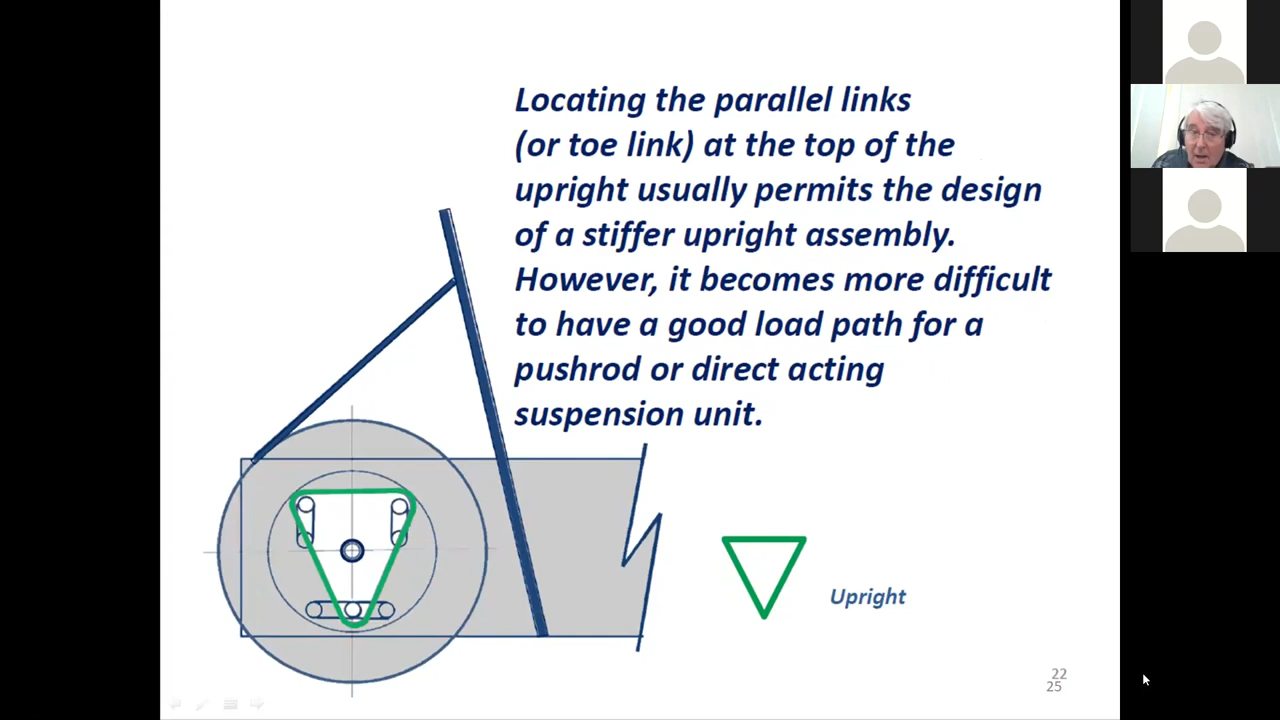 Locating the parallel links
(or toe link) at the top of the
upright usually permits the design
of a stiffer upright assembly.
However, it becomes more difficult
to have a good load path for a
pushrod or direct acting
suspension unit.
Upright
22
25